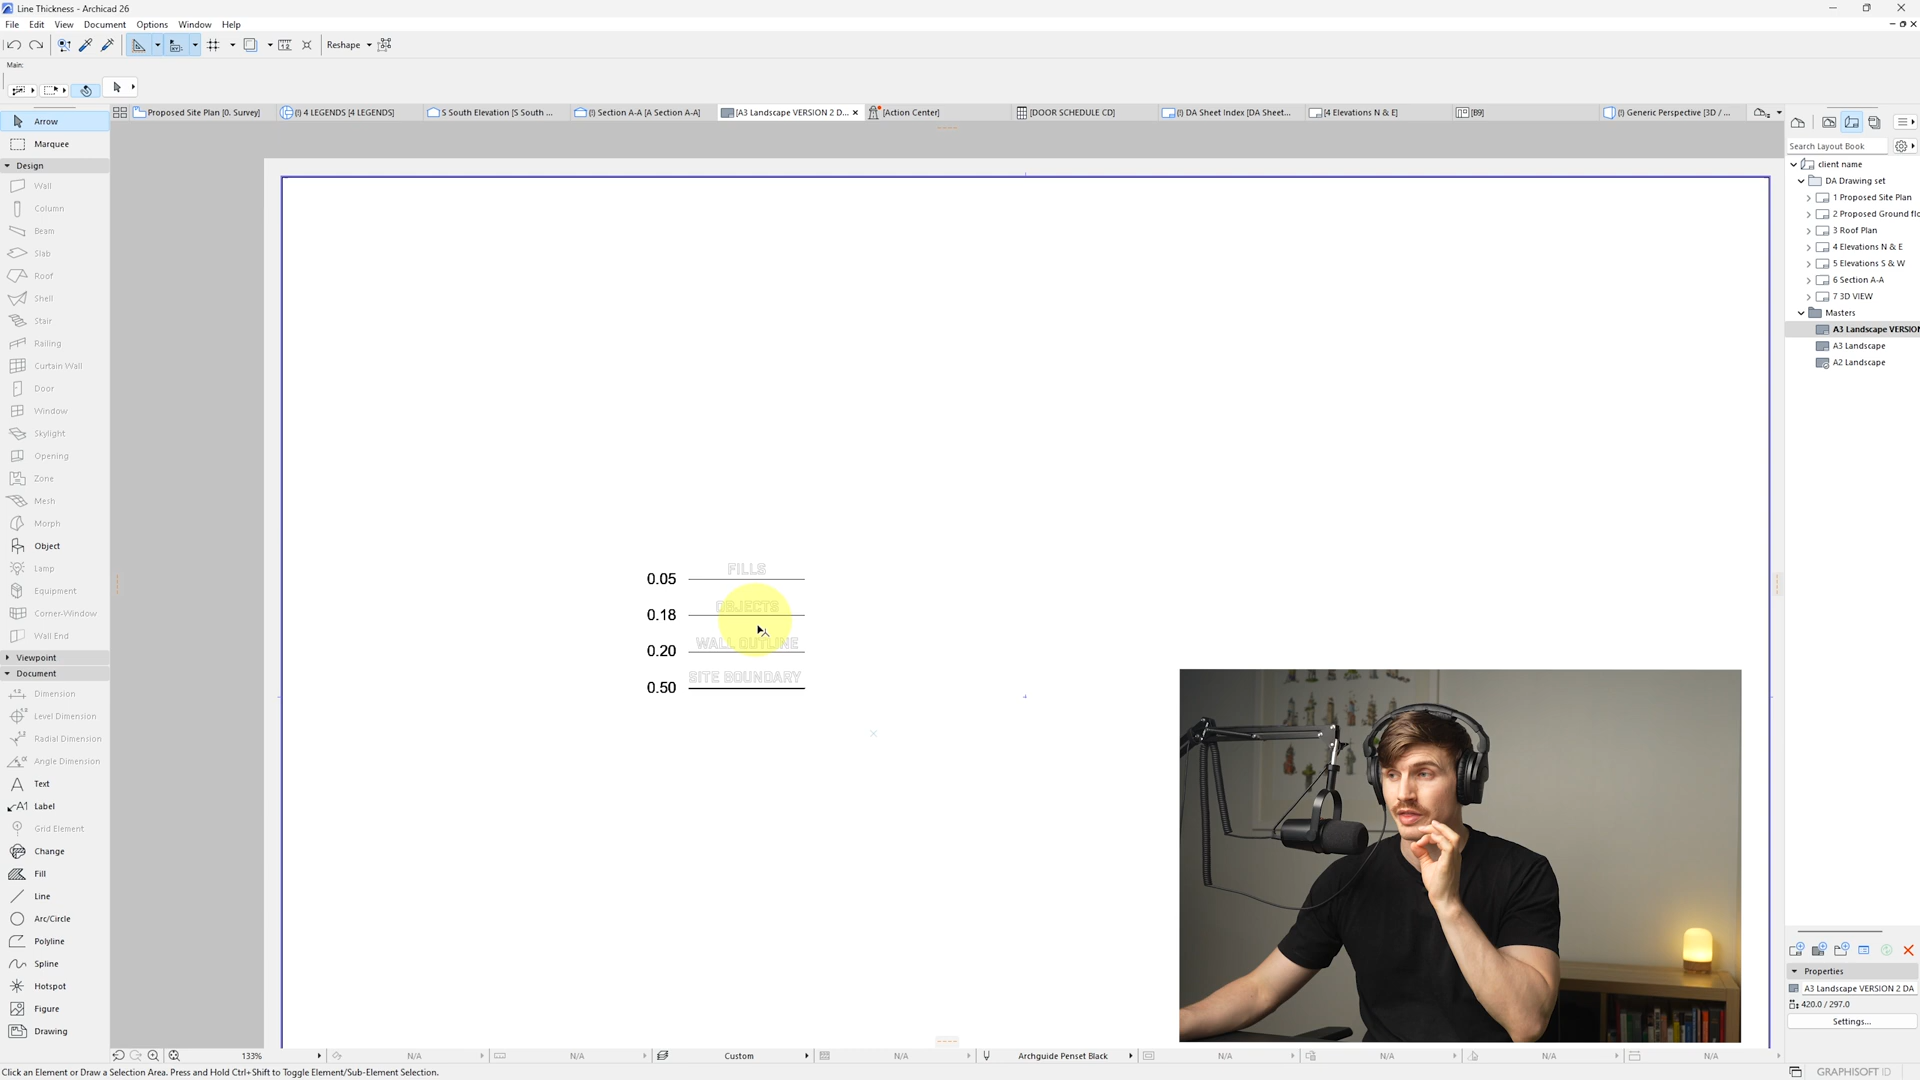 Line Thickness - Archicad 26
File Edit View Document Options Window Help
Reshape
Main:
Proposed Site Plan [0. Survey]
(!) 4 LEGENDS [4 LEGENDS]
S South Elevation [S South ...
(!) Section A-A [A Section A-A]
[A3 Landscape VERSION 2 D...
[Action Center]
[DOOR SCHEDULE CD]
(!) DA Sheet Index [DA Sheet...
[4 Elevations N & E]
[B9]
(!) Generic Perspective [3D / ...
Arrow
Marquee
Design
Wall
Column
Beam
Slab
Roof
Shell
Stair
Railing
Curtain Wall
Door
Window
Skylight
Opening
Zone
Mesh
Morph
Object
Lamp
Equipment
Corner-Window
Wall End
Viewpoint
Document
Dimension
Level Dimension
Radial Dimension
Angle Dimension
Text
A1 Label
Grid Element
Change
Fill
Line
Arc/Circle
Polyline
Spline
Hotspot
Figure
Drawing
FILLS
0.05
OBJECTS
0.18
WALL OUTLINE
0.20
SITE BOUNDARY
0.50
Search Layout Book
client name
DA Drawing set
1 Proposed Site Plan
2 Proposed Ground flo
3 Roof Plan
4 Elevations N & E
5 Elevations S & W
6 Section A-A
7 3D VIEW
Masters
A3 Landscape VERSION
A3 Landscape
A2 Landscape
Properties
A3 Landscape VERSION 2 DA
420.0 / 297.0
Settings...
133% N/A N/A Custom N/A Archguide Penset Black N/A N/A N/A N/A
Click an Element or Draw a Selection Area. Press and Hold Ctrl+Shift to Toggle Element/Sub-Element Selection.
GRAPHISOFT ID